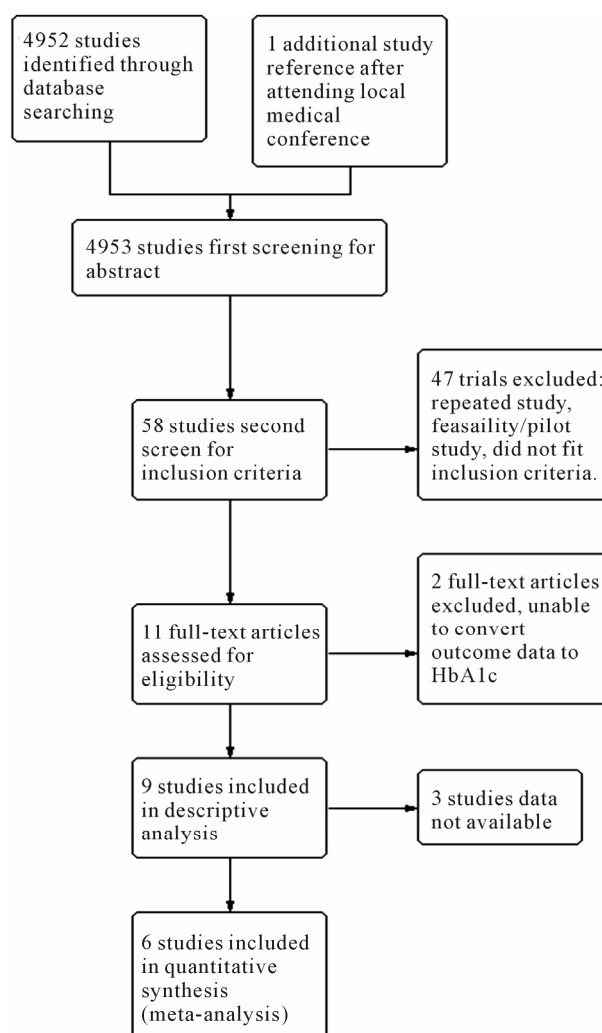 4952 studies
identified through
database
searching
1 additional study
reference after
attending local
medical
conference
4953 studies first screening for
abstract
58 studies second
screen for
inclusion criteria
47 trials excluded:
repeated study,
feasaility/pilot
study, did not fit
inclusion criteria.
11 full-text articles
assessed for
eligibility
2 full-text articles
excluded, unable
to convert
outcome data to
HbA1c
9 studies included
in descriptive
analysis
3 studies data
not available
6 studies included
in quantitative
synthesis
(meta-analysis)